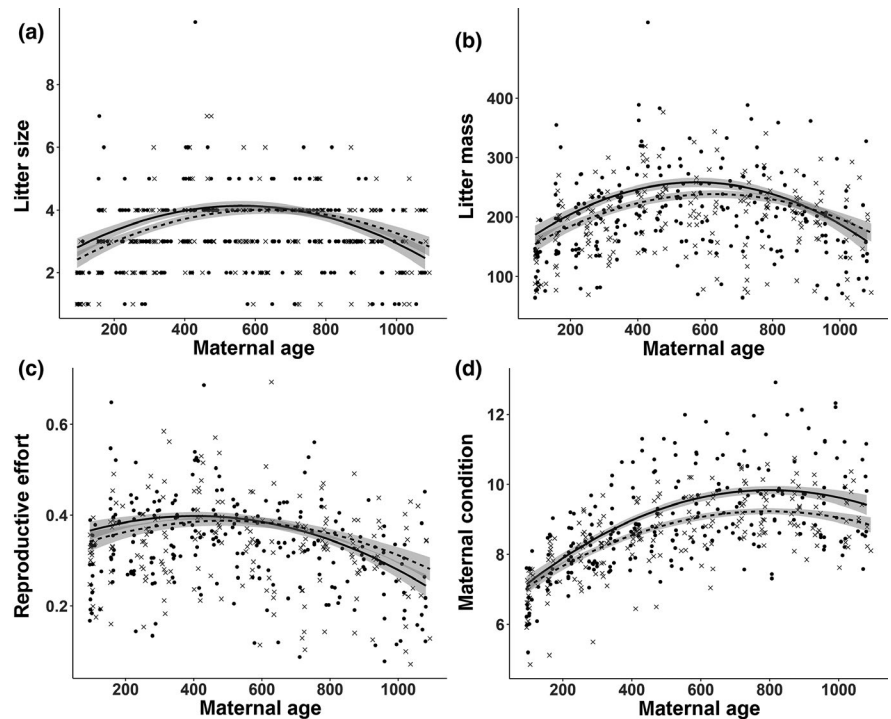 (a)
Litter size
8
6
4
2
200 400 600 800 1000
Maternal age
(b)
Litter mass
400
300
200
100
200 400 600 800 1000
Maternal age
(c)
Reproductive effort
0.6
0.4
0.2
200 400 600 800 1000
Maternal age
(d)
Maternal condition
12
10
8
6
200 400 600 800 1000
Maternal age